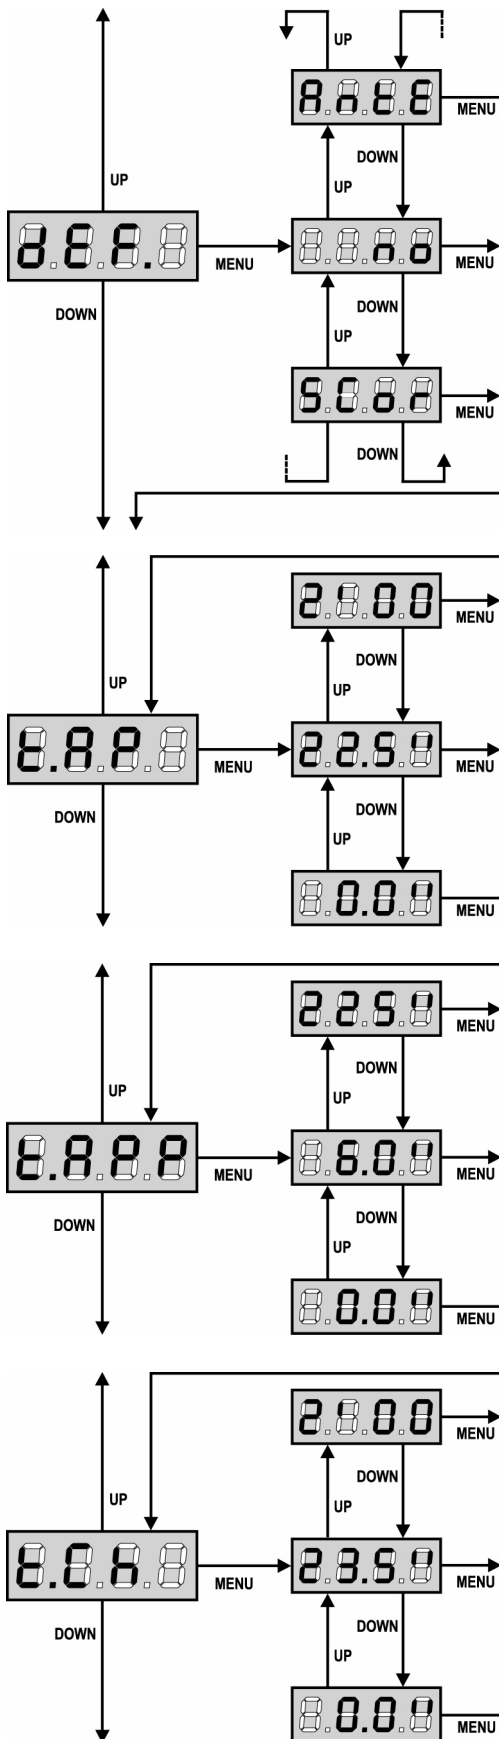 UP
AntE
MENU
DOWN
UP
UP
dEF.
MENU
no
MENU
DOWN
DOWN
UP
SCor
MENU
DOWN
2'00
MENU
DOWN
UP
UP
t.AP
MENU
22.5"
MENU
DOWN
DOWN
UP
0.0"
MENU
22.5"
MENU
DOWN
UP
UP
t.APP
MENU
6.0"
MENU
DOWN
DOWN
UP
0.0"
MENU
2'00
MENU
DOWN
UP
UP
t.Ch
MENU
23.5"
MENU
DOWN
DOWN
UP
0.0"
MENU